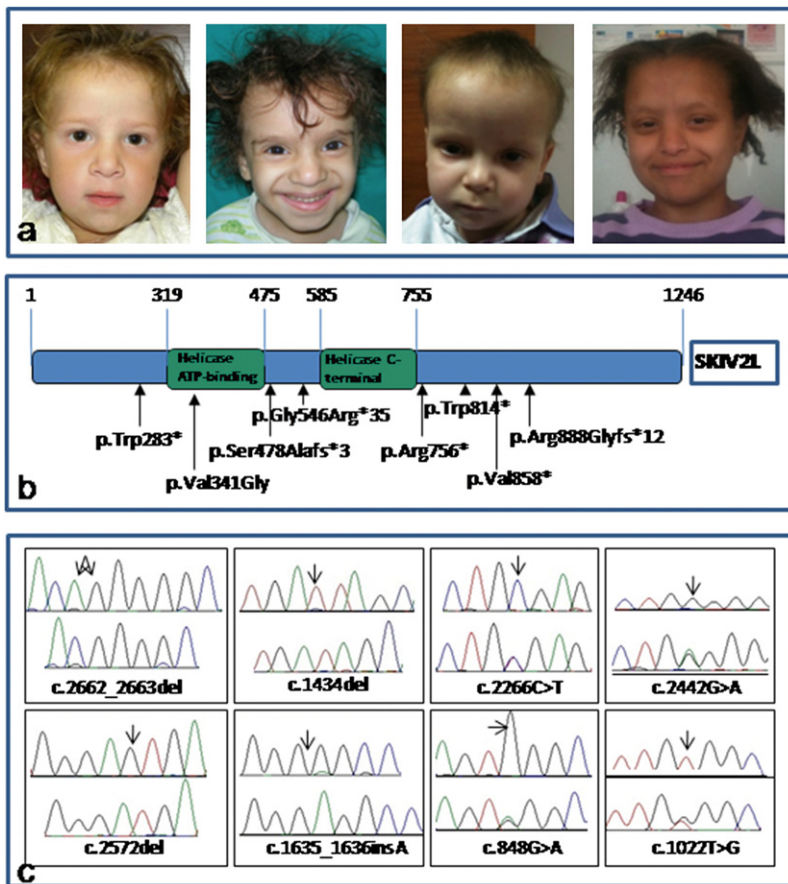 a
1 319 475 585 755 1246
Helicase
ATP-binding
Helicase C-
terminal
SKIV2L
p.Gly546Arg*35
p.Trp814*
p.Trp283*
p.Ser478Alafs*3
p.Arg756*
p.Arg888Glyfs*12
p.Val341Gly
p.Val858*
b
c.2662_2663del
c.1434del
c.2266C>T
c.2442G>A
c.2572del
c.1635_1636insA
c.848G>A
c.1022T>G
c